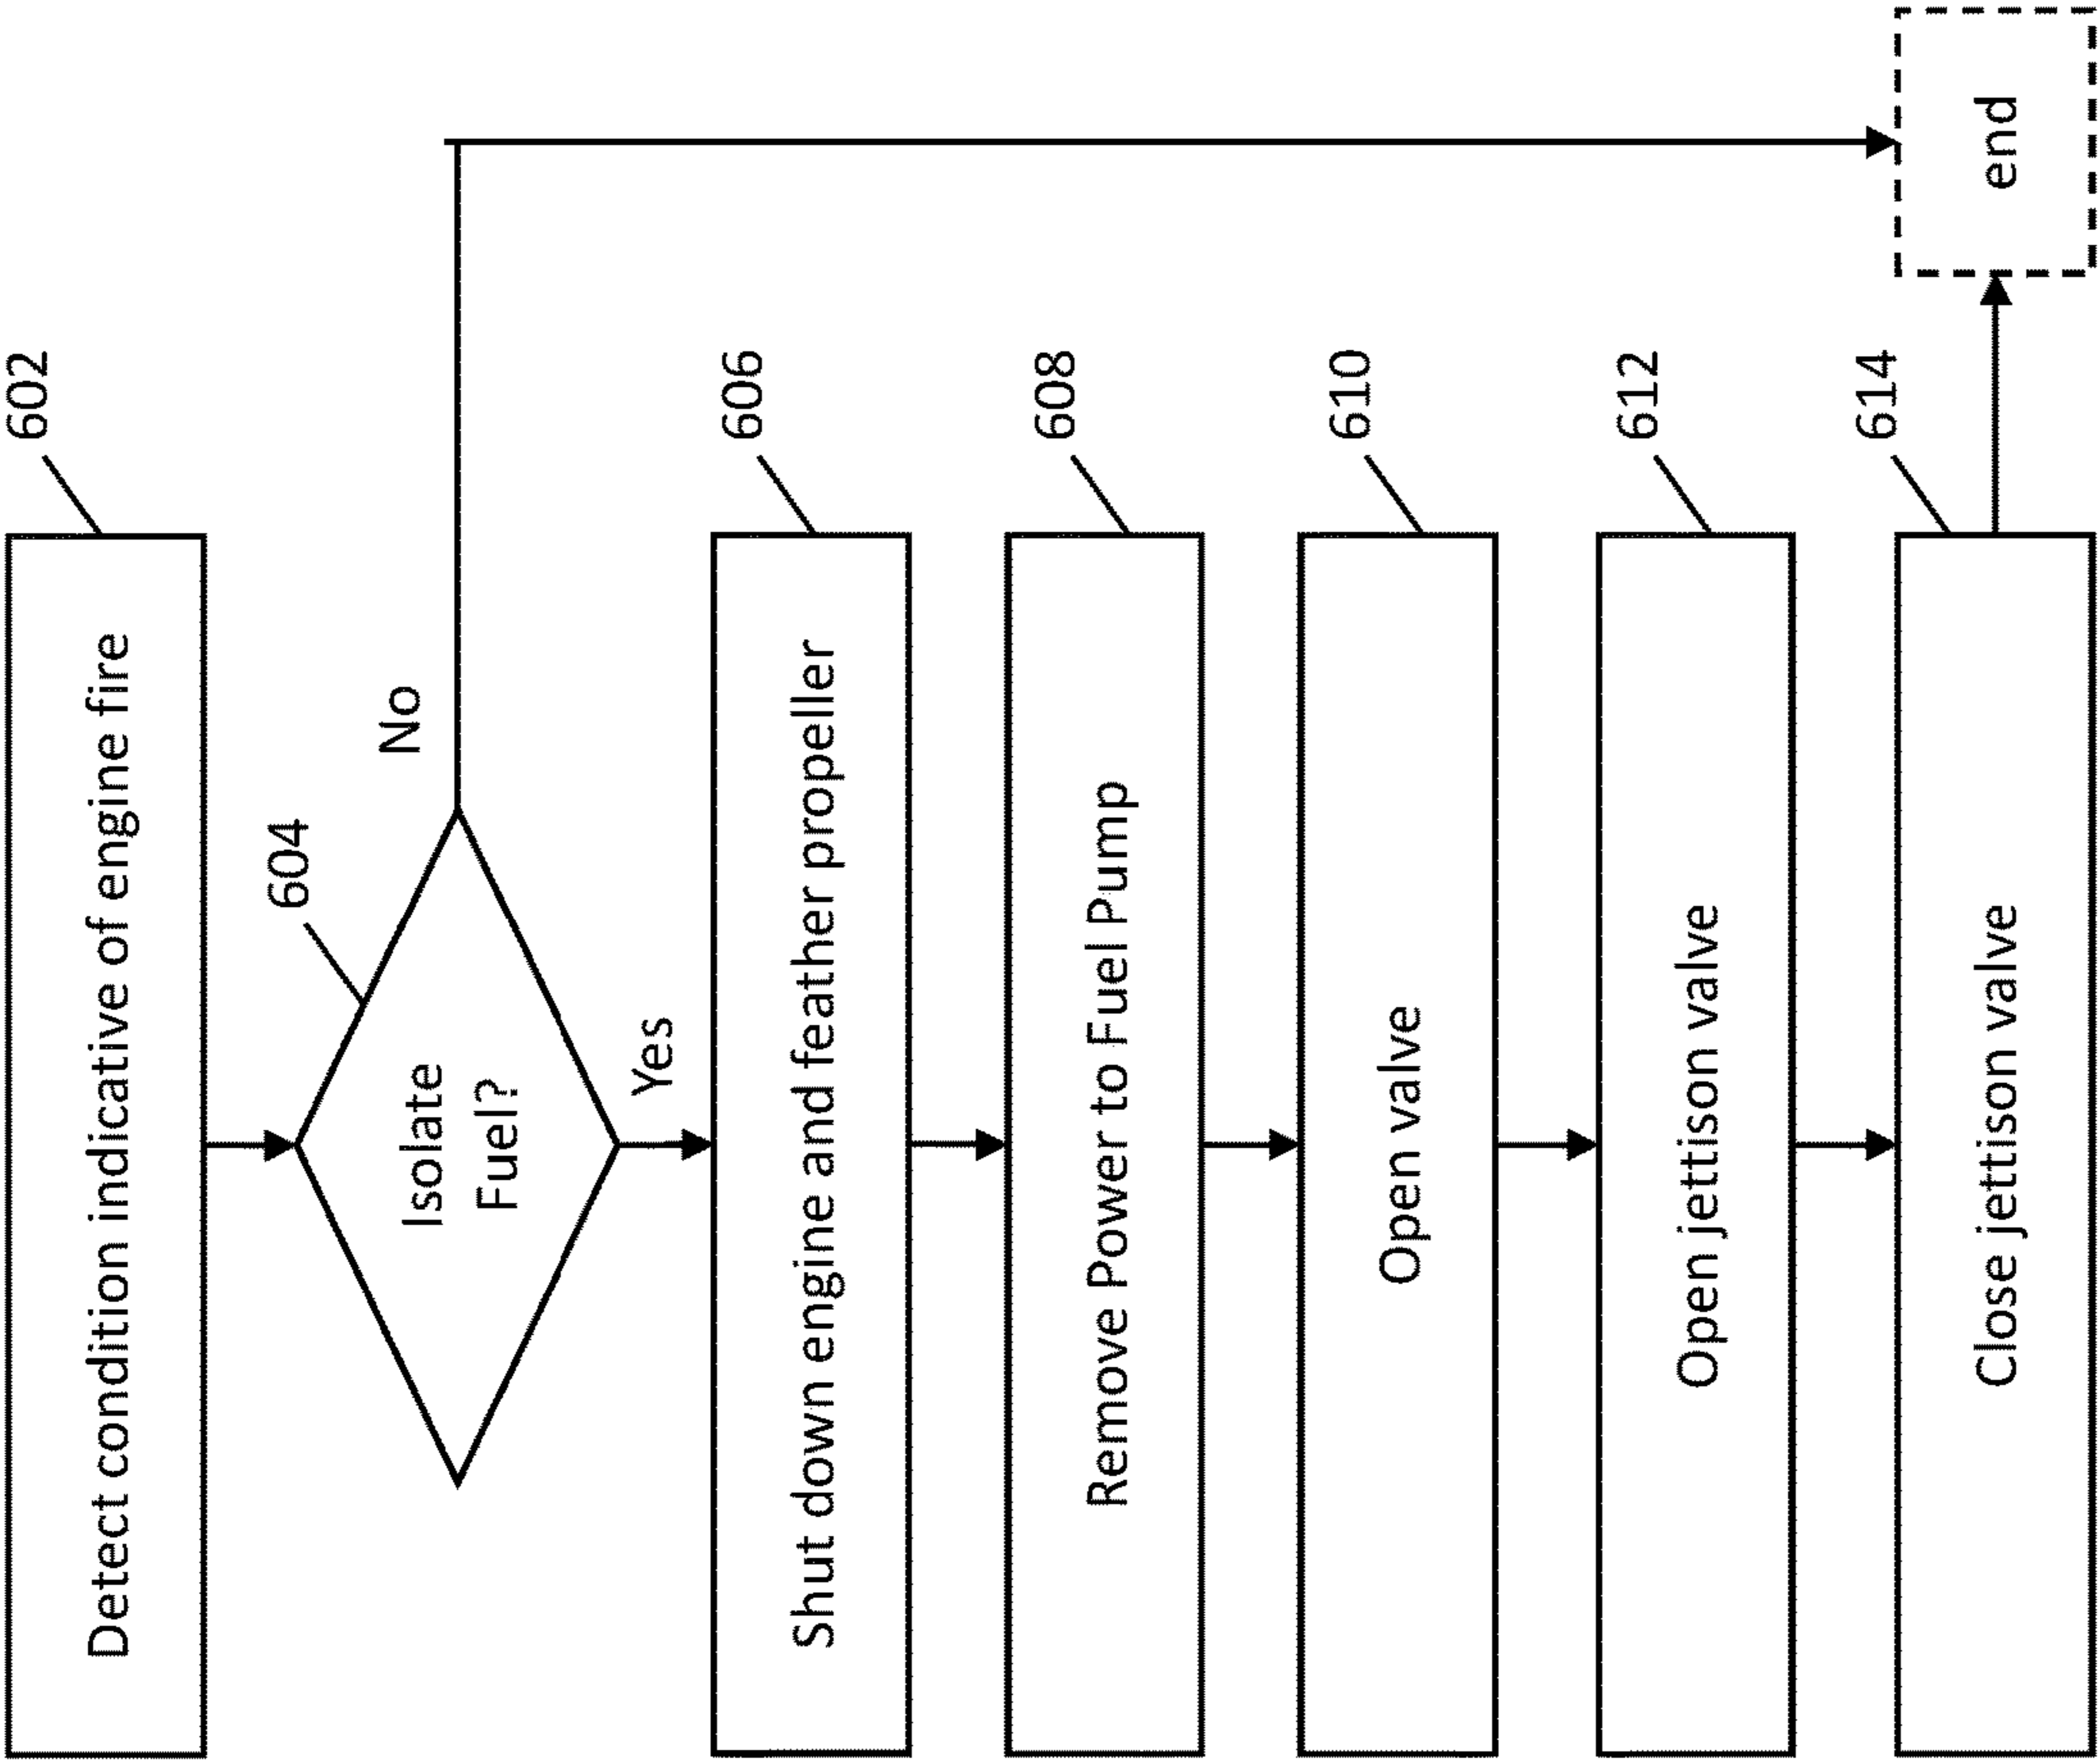 602
Detect condition indicative of engine fire
604
Isolate
Fuel?
No
Yes
606
Shut down engine and feather propeller
608
Remove Power to Fuel Pump
610
Open valve
612
Open jettison valve
614
Close jettison valve
end